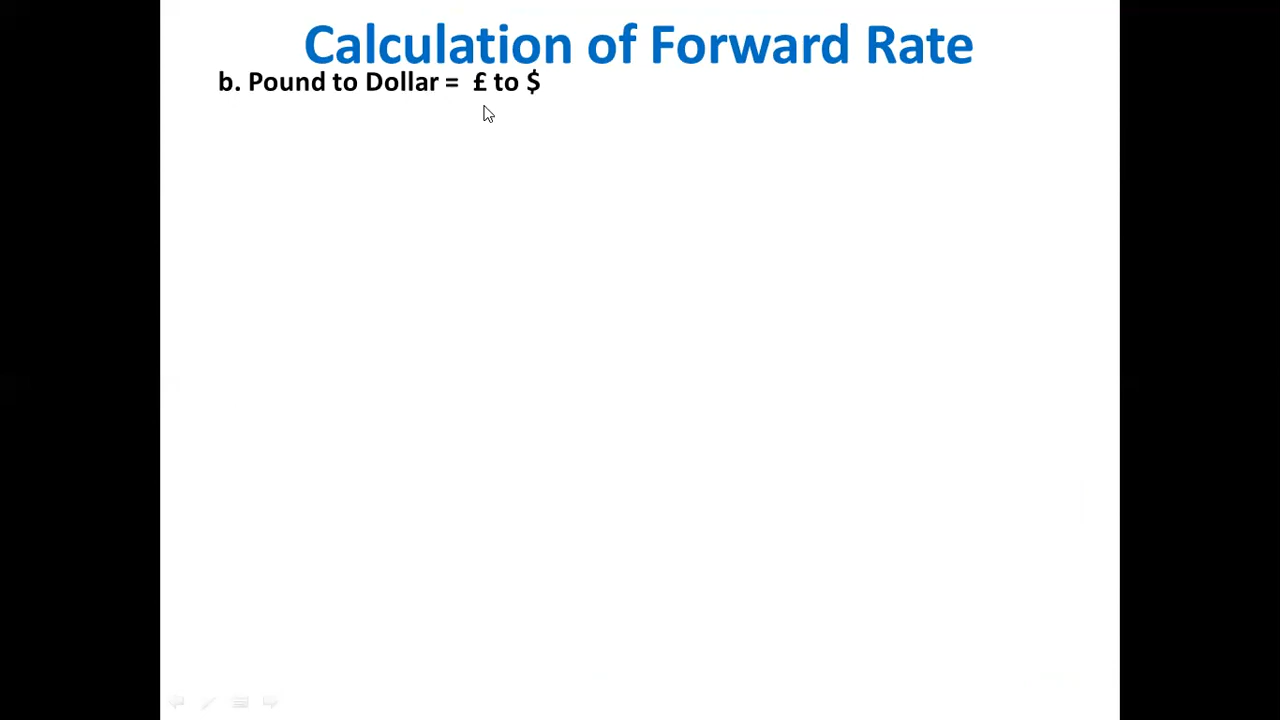 Calculation of Forward Rate
b. Pound to Dollar = £ to $